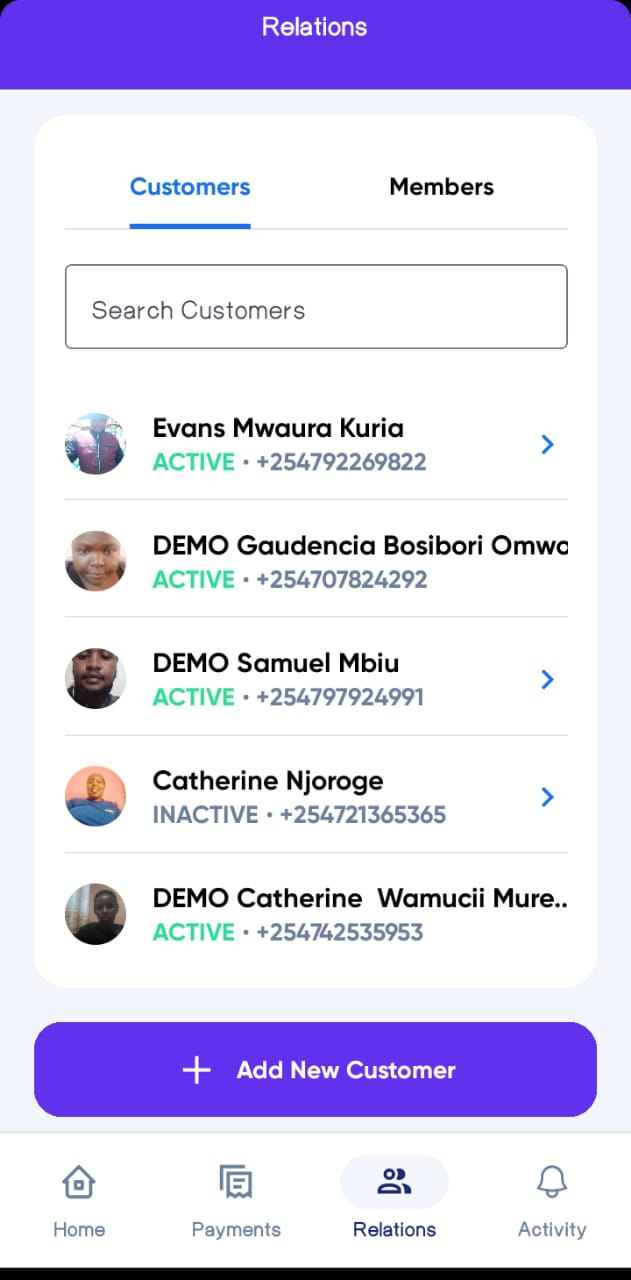 Relations
Customers Members
Search Customers
Evans Mwaura Kuria
ACTIVE • +254792269822
DEMO Gaudencia Bosibori Omwo
ACTIVE • +254707824292
DEMO Samuel Mbiu
ACTIVE • +254797924991
Catherine Njoroge
INACTIVE • +254721365365
DEMO Catherine  Wamucii Mure..
ACTIVE • +254742535953
Add New Customer
Home Payments Relations Activity